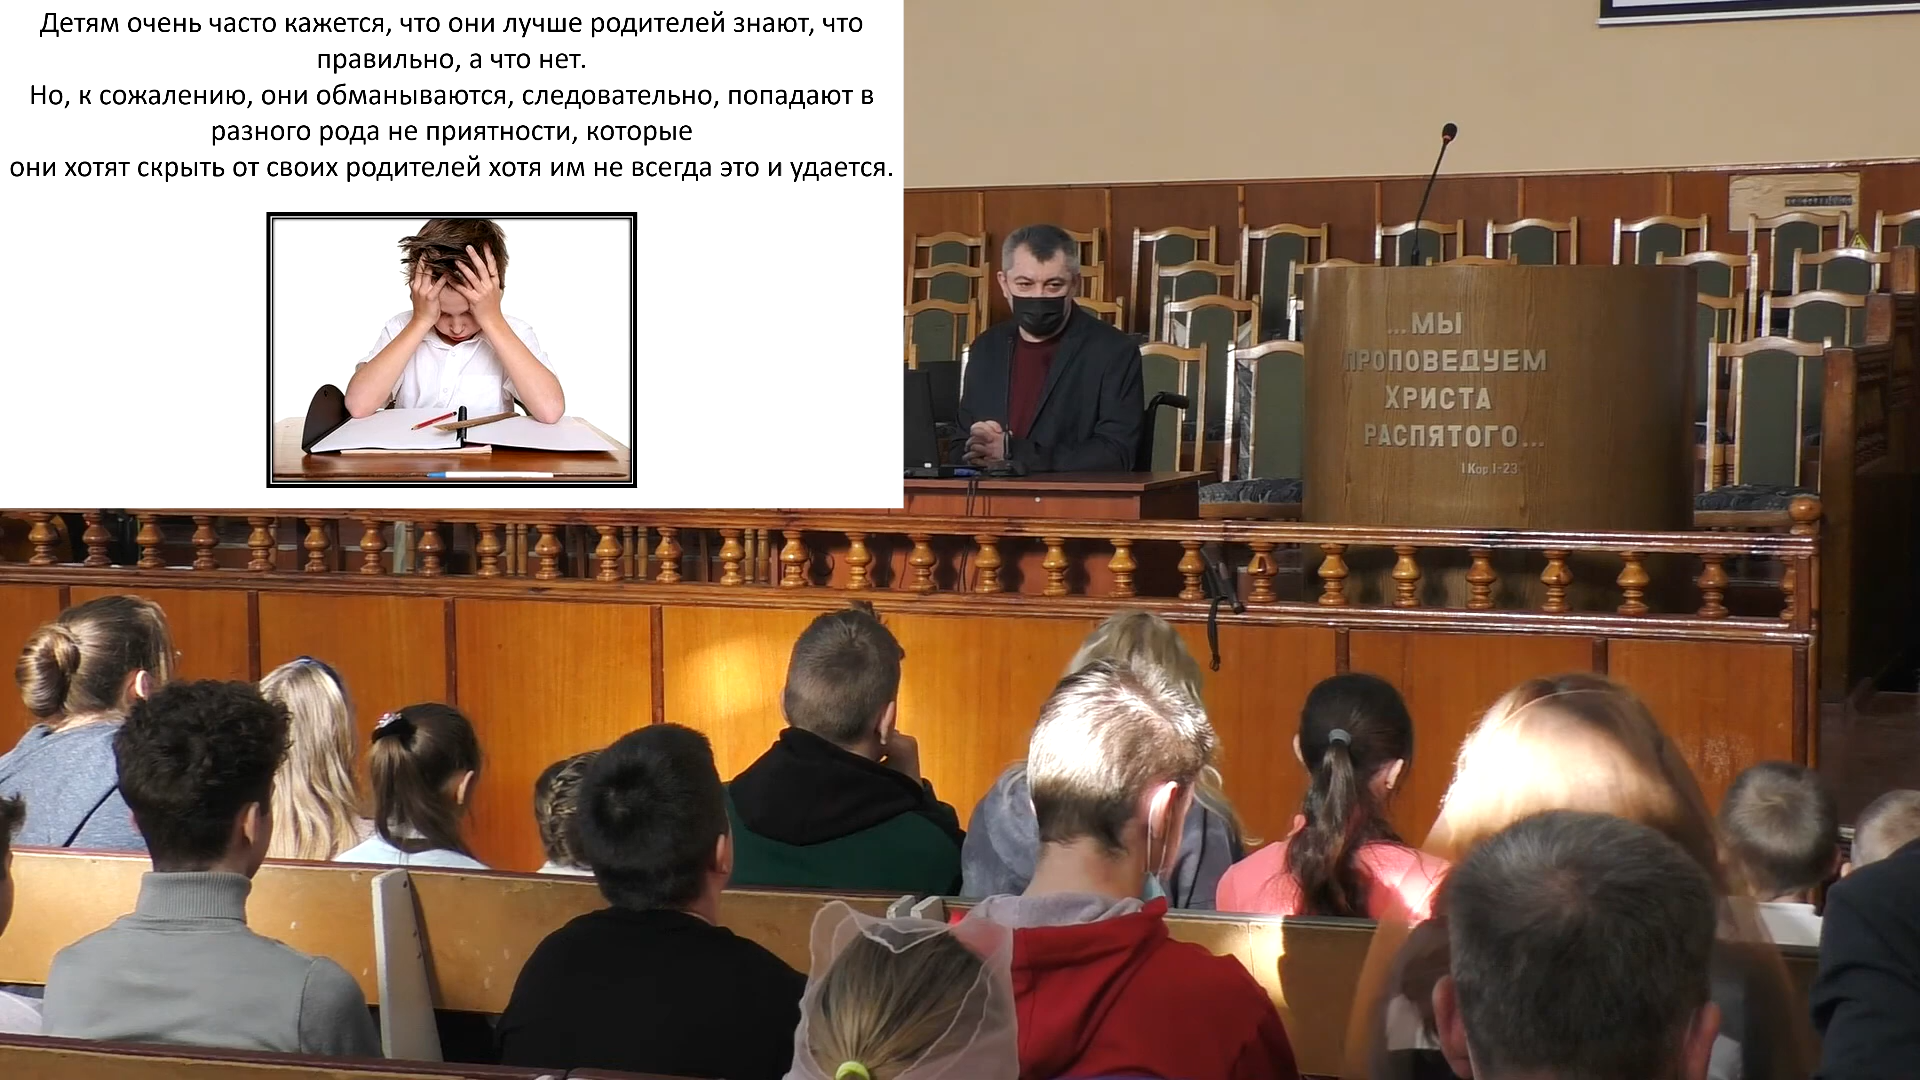 Детям очень часто кажется, что они лучше родителей знают, что
правильно, а что нет.
Но, к сожалению, они обманываются, следовательно, попадают в
разного рода не приятности, которые
они хотят скрыть от своих родителей хотя им не всегда это и удается.
...МЫ
ПРОПОВЕДУЕМ
ХРИСТА
РАСПЯТОГО...
1 Кор. 1-23